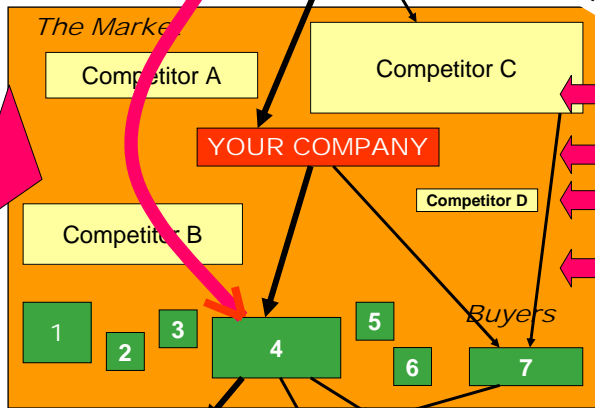 The Market
Competitor A
Competitor C
YOUR COMPANY
Competitor D
Competitor B
Buyers
1
2
3
4
5
6
7